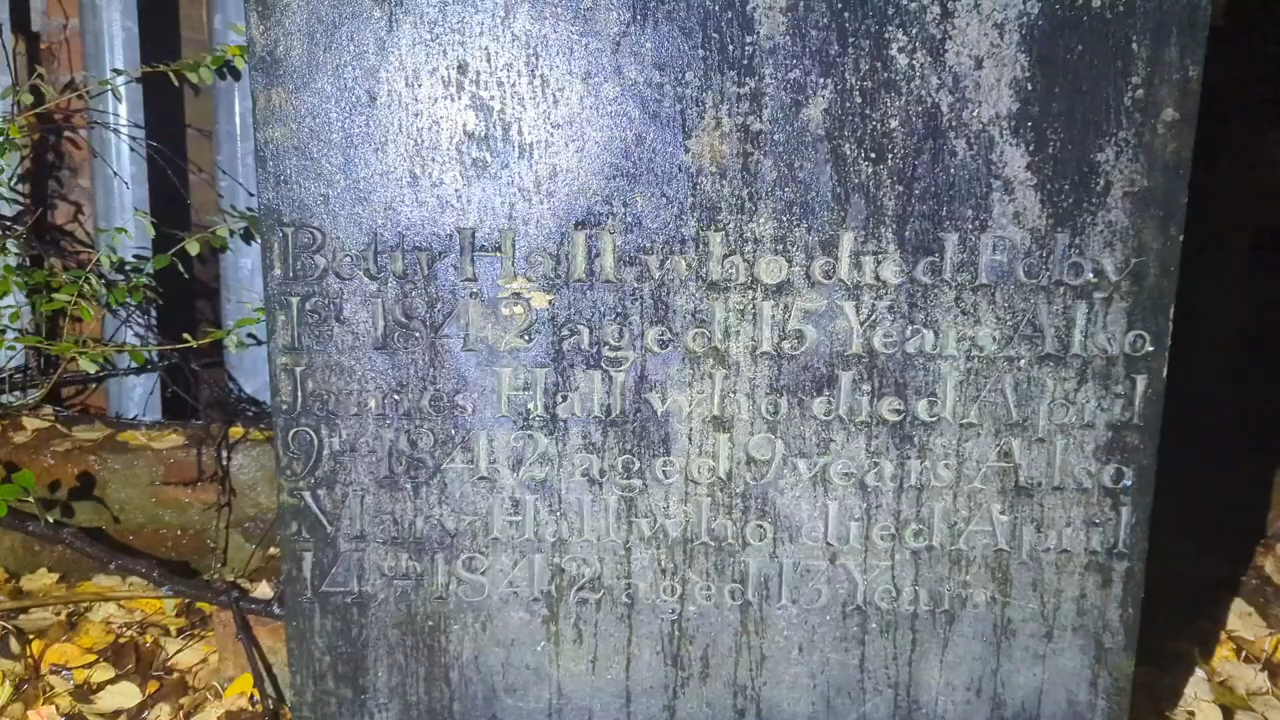 Betty Hall who died Feby
1st 1842 aged 15 Years Also
James Hall who died April
9th 1842 aged 9 years Also
Mary Hall who died April
14th 1842 aged 13 Years